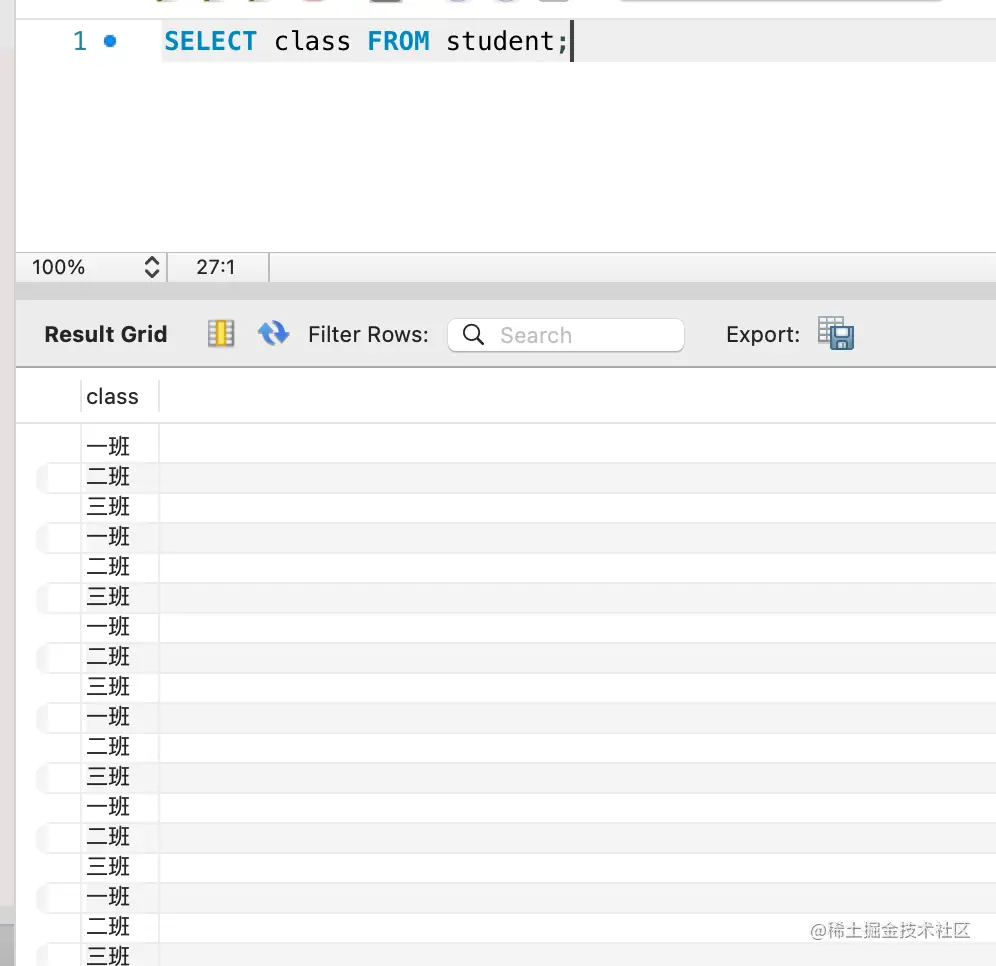 1 SELECT class FROM student;
100% 27:1
Result Grid Filter Rows: Search Export:
class
一班
二班
三班
一班
二班
三班
一班
二班
三班
一班
二班
三班
一班
二班
三班
一班
二班
三班
@稀土掘金技术社区